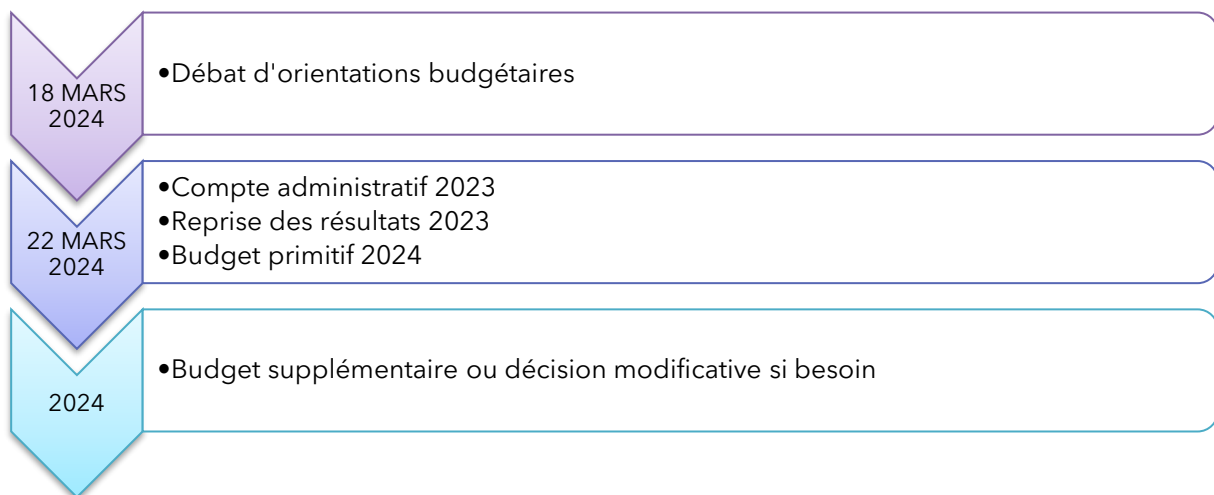 18 MARS
2024
•Débat d'orientations budgétaires
22 MARS
2024
•Compte administratif 2023
•Reprise des résultats 2023
•Budget primitif 2024
2024
•Budget supplémentaire ou décision modificative si besoin